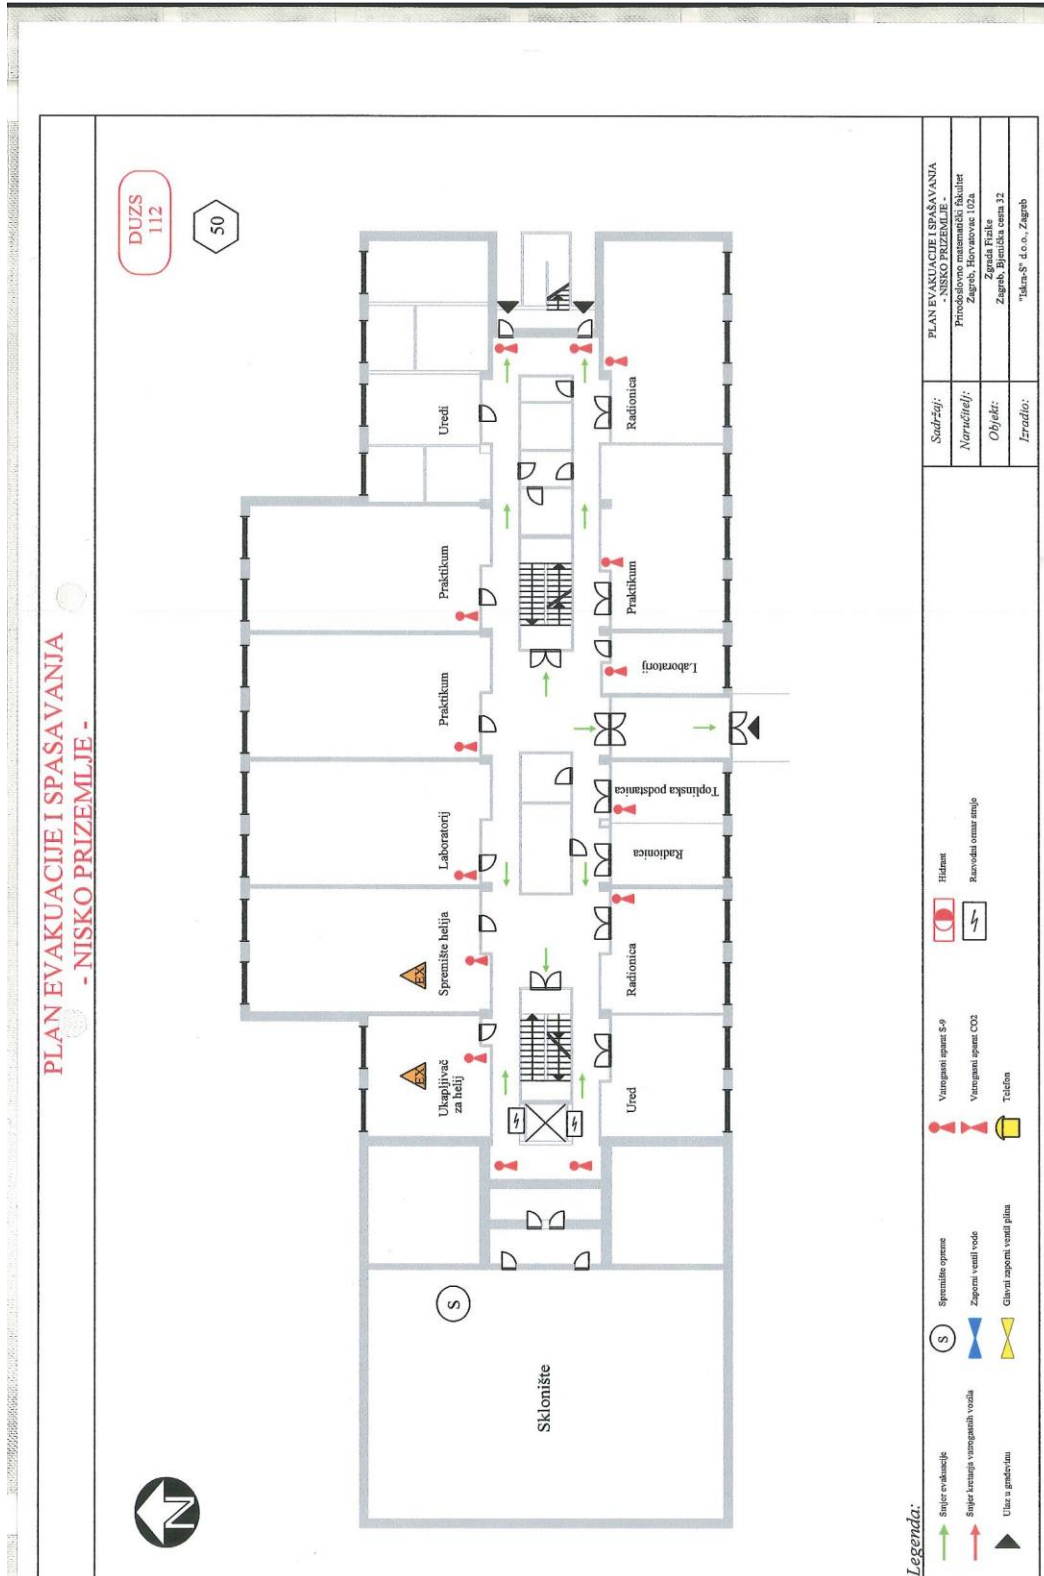 PLAN EVAKUACIJE I SPAŠAVANJA
- NISKO PRIZEMLJE -
DUZS
112
50
N
Sklonište
S
Ukapljivač
za helij
EX
Spremište helija
EX
Laboratorij
Praktikum
Praktikum
Uredi
Ured
Radionica
Radionica
Toplinska podstanica
Laboratorij
Praktikum
Radionica
Legenda:
Smjer evakuacije
Smjer kretanja vatrogasnih vozila
Ulaz u građevinu
S
Spremište opreme
Zaporni ventil vode
Glavni zaporni ventil plina
Vatrogasni aparat S-9
Vatrogasni aparat CO2
Telefon
Hidrant
Razvodni ormar struje
Sadržaj:
PLAN EVAKUACIJE I SPAŠAVANJA
- NISKO PRIZEMLJE -
Naručitelj:
Prirodoslovno matematički fakultet
Zagreb, Horvatovac 102a
Objekt:
Zgrada Fizike
Zagreb, Bijenička cesta 32
Izradio:
"Iskra-S" d.o.o., Zagreb